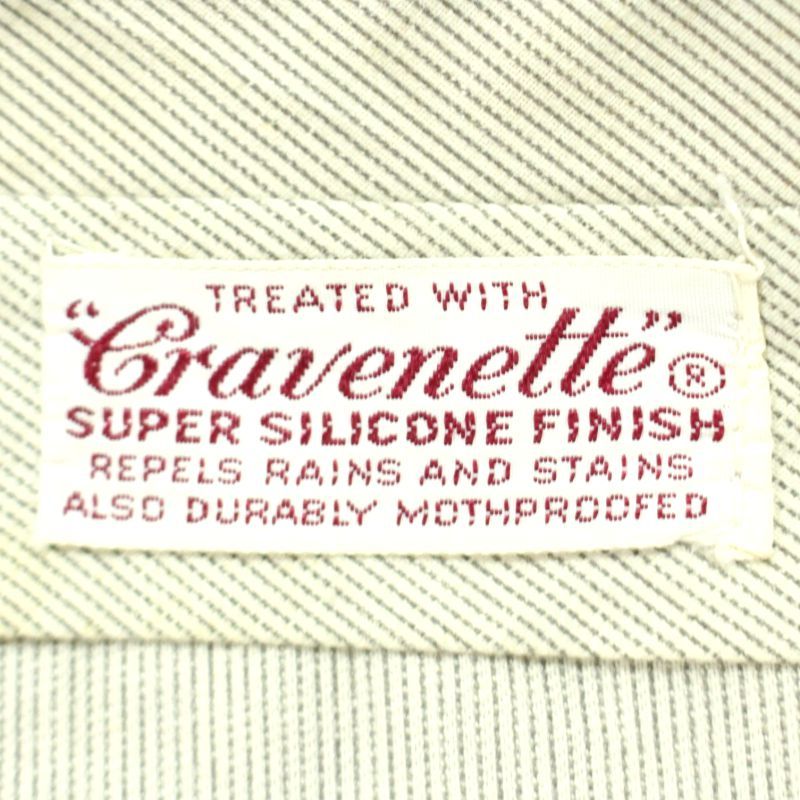 TREATED WITH
"Cravenette"®
SUPER SILICONE FINISH
REPELS RAINS AND STAINS
ALSO DURABLY MOTHPROOFED